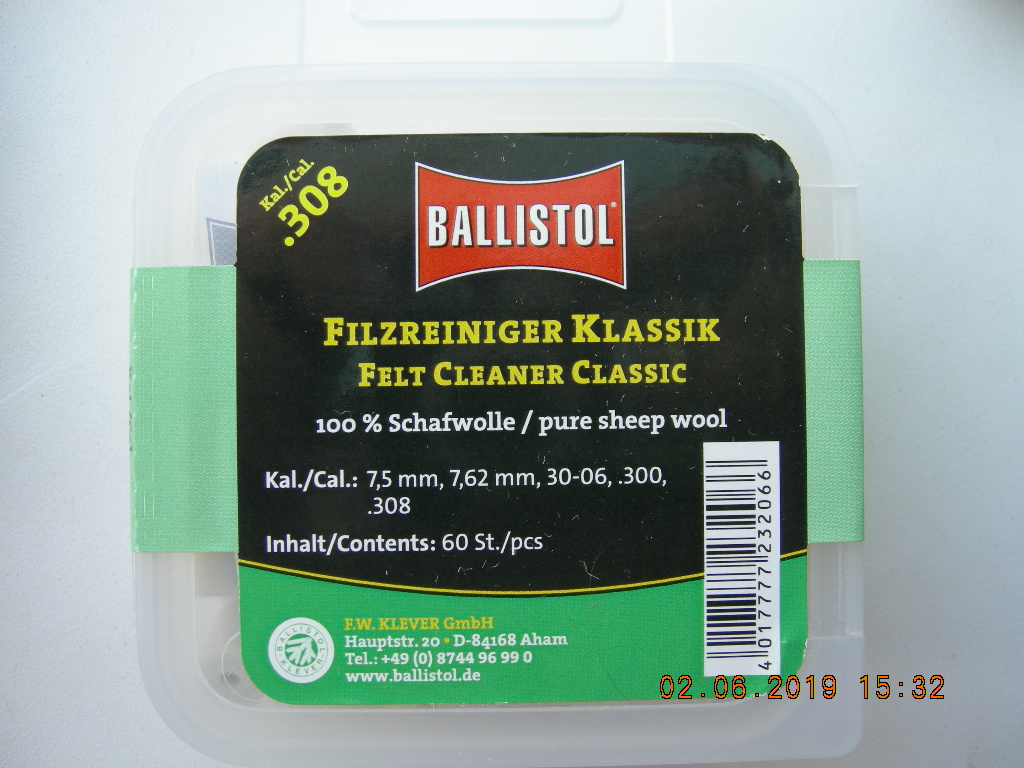 Kal./Cal.
.308
BALLISTOL®
FILZREINIGER KLASSIK
FELT CLEANER CLASSIC
100 % Schafwolle / pure sheep wool
Kal./Cal.: 7,5 mm, 7,62 mm, 30-06, .300,
.308
Inhalt/Contents: 60 St./pcs
4 017777 232066
BALLISTOL
KLEVER
F.W. KLEVER GmbH
Hauptstr. 20 • D-84168 Aham
Tel.: +49 (0) 8744 96 99 0
www.ballistol.de
02.06.2019 15:32